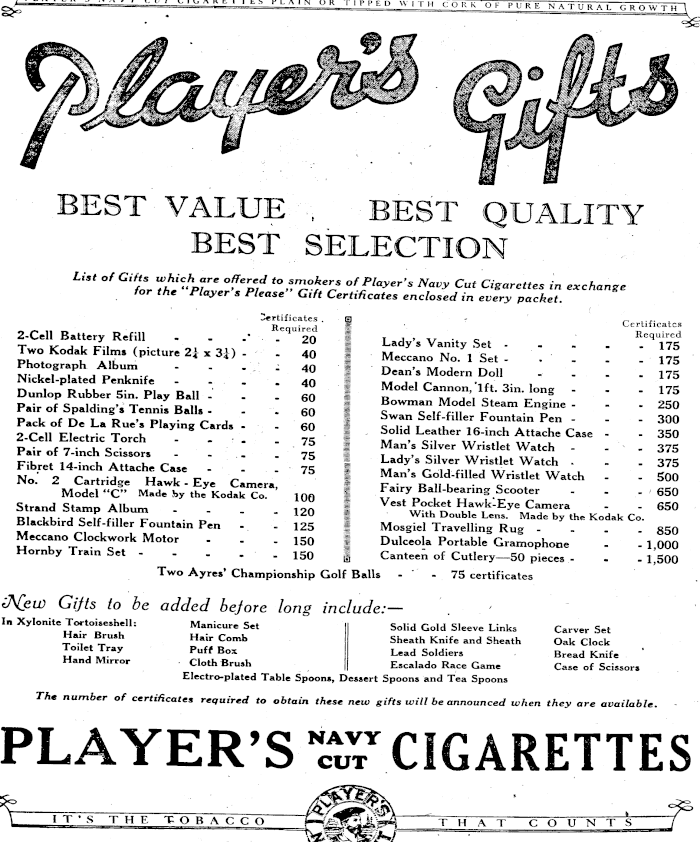 PLAYER'S NAVY CUT CIGARETTES PLAIN OR TIPPED WITH CORK OF PURE NATURAL GROWTH
Player's Gifts
BEST VALUE, BEST QUALITY
BEST SELECTION
List of Gifts which are offered to smokers of Player's Navy Cut Cigarettes in exchange
for the "Player's Please" Gift Certificates enclosed in every packet.
Certificates
Required
2-Cell Battery Refill - - - - 20
Two Kodak Films (picture 2¼ x 3¼) - - 40
Photograph Album - - - - 40
Nickel-plated Penknife - - - - 40
Dunlop Rubber 5in. Play Ball - - - 60
Pair of Spalding's Tennis Balls - - - 60
Pack of De La Rue's Playing Cards - - 60
2-Cell Electric Torch - - - - 75
Pair of 7-inch Scissors - - - - 75
Fibret 14-inch Attache Case - - - 75
No. 2 Cartridge Hawk-Eye Camera,
Model "C" Made by the Kodak Co. 100
Strand Stamp Album - - - - 120
Blackbird Self-filler Fountain Pen - - 125
Meccano Clockwork Motor - - - 150
Hornby Train Set - - - - - 150
Certificates
Required
Lady's Vanity Set - - - - - 175
Meccano No. 1 Set - - - - - 175
Dean's Modern Doll - - - - 175
Model Cannon, 1ft. 3in. long - - - 175
Bowman Model Steam Engine - - - 250
Swan Self-filler Fountain Pen - - - 300
Solid Leather 16-inch Attache Case - - 350
Man's Silver Wristlet Watch - - - 375
Lady's Silver Wristlet Watch - - - 375
Man's Gold-filled Wristlet Watch - - 500
Fairy Ball-bearing Scooter - - - 650
Vest Pocket Hawk-Eye Camera - - 650
With Double Lens. Made by the Kodak Co.
Mosgiel Travelling Rug - - - - 850
Dulceola Portable Gramophone - - 1,000
Canteen of Cutlery—50 pieces - - - 1,500
Two Ayres' Championship Golf Balls - - 75 certificates
New Gifts to be added before long include:—
In Xylonite Tortoiseshell:
Hair Brush
Toilet Tray
Hand Mirror
Manicure Set
Hair Comb
Puff Box
Cloth Brush
Solid Gold Sleeve Links
Sheath Knife and Sheath
Lead Soldiers
Escalado Race Game
Carver Set
Oak Clock
Bread Knife
Case of Scissors
Electro-plated Table Spoons, Dessert Spoons and Tea Spoons
The number of certificates required to obtain these new gifts will be announced when they are available.
PLAYER'S NAVY CUT CIGARETTES
IT'S THE TOBACCO
PLAYER'S
THAT COUNTS